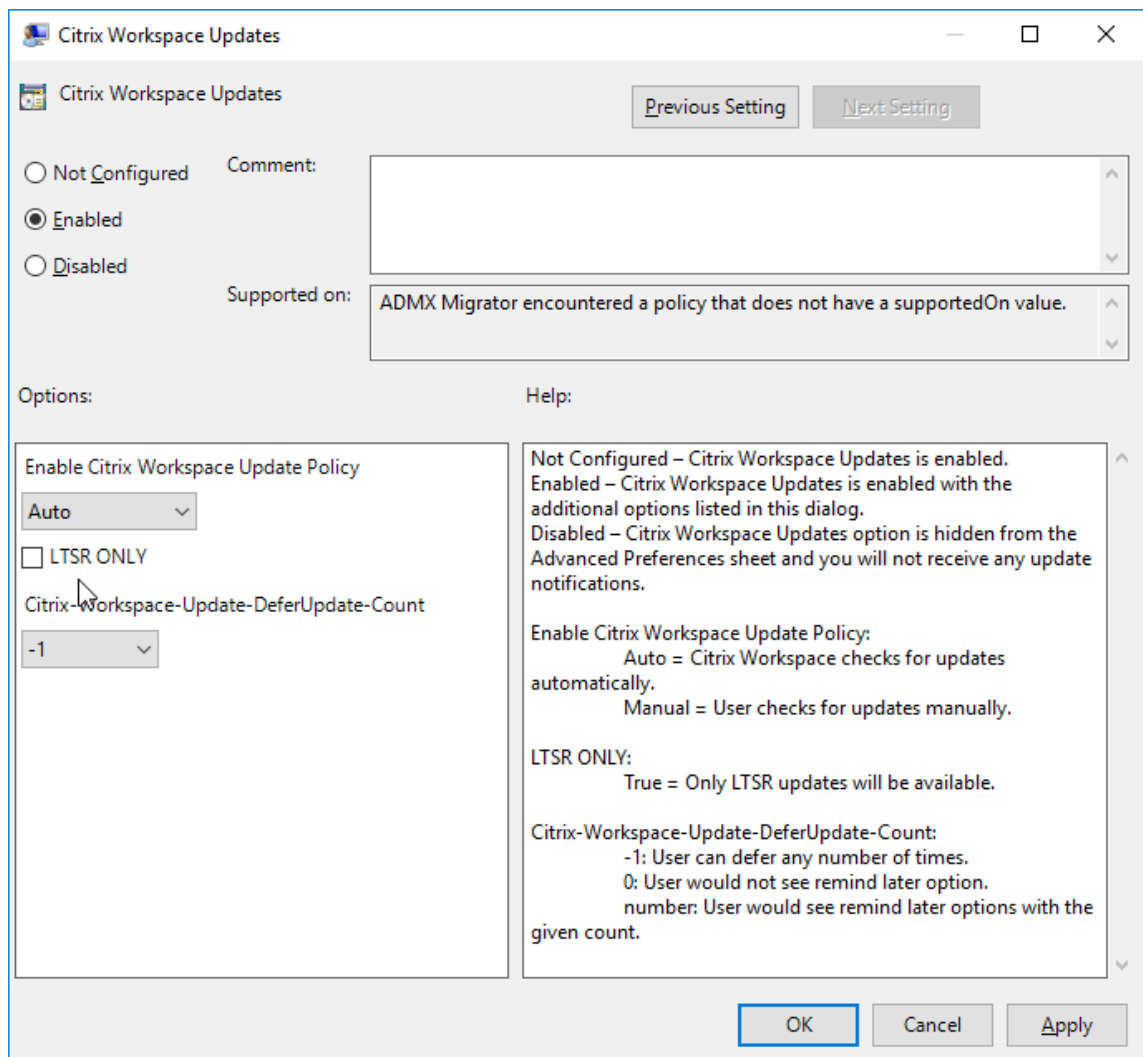 Citrix Workspace Updates
Citrix Workspace Updates
Previous Setting
Next Setting
Not Configured
Comment:
Enabled
Disabled
Supported on:
ADMX Migrator encountered a policy that does not have a supportedOn value.
Options:
Help:
Enable Citrix Workspace Update Policy
Auto
LTSR ONLY
Citrix-Workspace-Update-DeferUpdate-Count
-1
Not Configured – Citrix Workspace Updates is enabled.
Enabled – Citrix Workspace Updates is enabled with the
additional options listed in this dialog.
Disabled – Citrix Workspace Updates option is hidden from the
Advanced Preferences sheet and you will not receive any update
notifications.
Enable Citrix Workspace Update Policy:
Auto = Citrix Workspace checks for updates
automatically.
Manual = User checks for updates manually.
LTSR ONLY:
True = Only LTSR updates will be available.
Citrix-Workspace-Update-DeferUpdate-Count:
-1: User can defer any number of times.
0: User would not see remind later option.
number: User would see remind later options with the
given count.
OK
Cancel
Apply